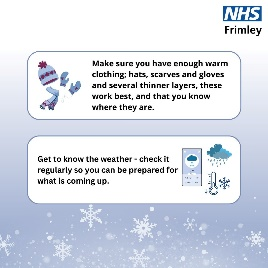 NHS
Frimley
Make sure you have enough warm
clothing; hats, scarves and gloves
and several thinner layers, these
work best, and that you know
where they are.
Get to know the weather - check it
regularly so you can be prepared for
what is coming up.